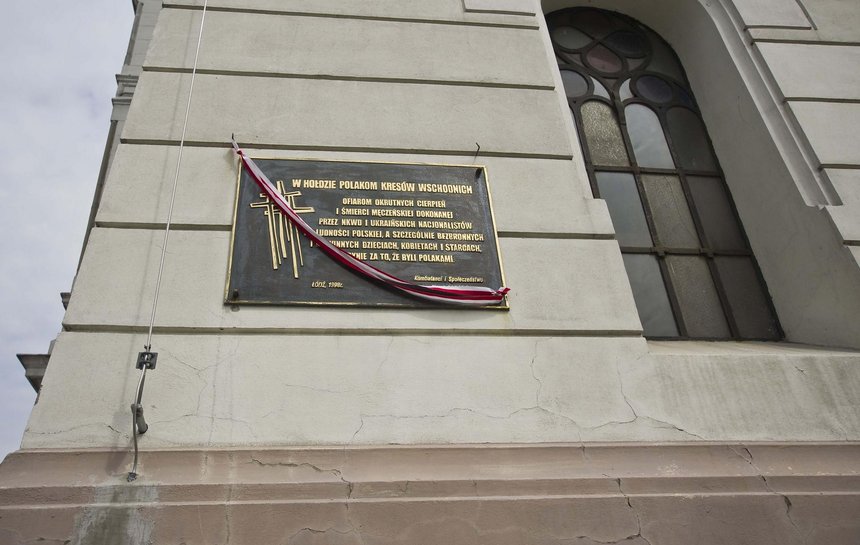 W HOŁDZIE POLAKOM KRESÓW WSCHODNICH
OFIAROM OKRUTNYCH CIERPIEŃ
I ŚMIERCI MĘCZEŃSKIEJ DOKONANEJ
PRZEZ NKWD I UKRAIŃSKICH NACJONALISTÓW
LUDNOŚCI POLSKIEJ, A SZCZEGÓLNIE BEZBRONNYCH
DZIECIACH, KOBIETACH I STARCACH,
ZA TO, ŻE BYLI POLAKAMI
Kombatanci i Społeczeństwo
ŁÓDŹ, 1998r.